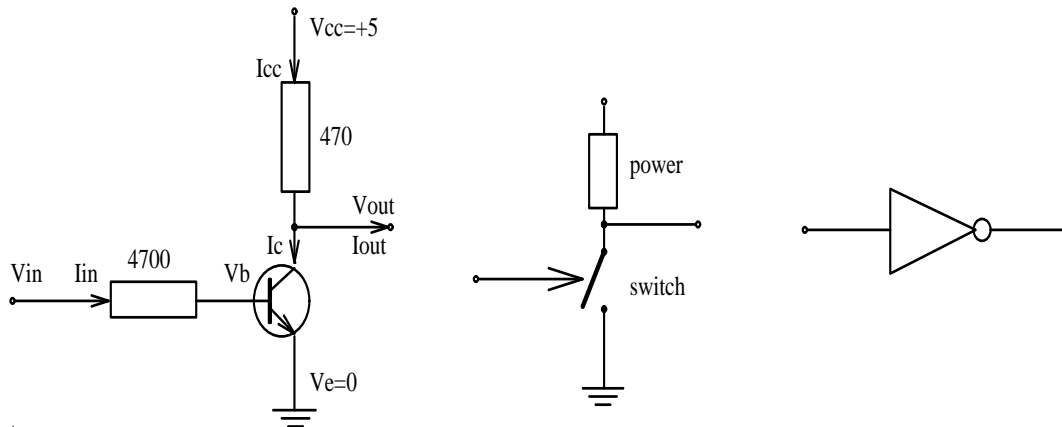 Vcc=+5
Icc
470
Vout
Ic
Iout
4700
Vin
Iin
Vb
Ve=0
power
switch